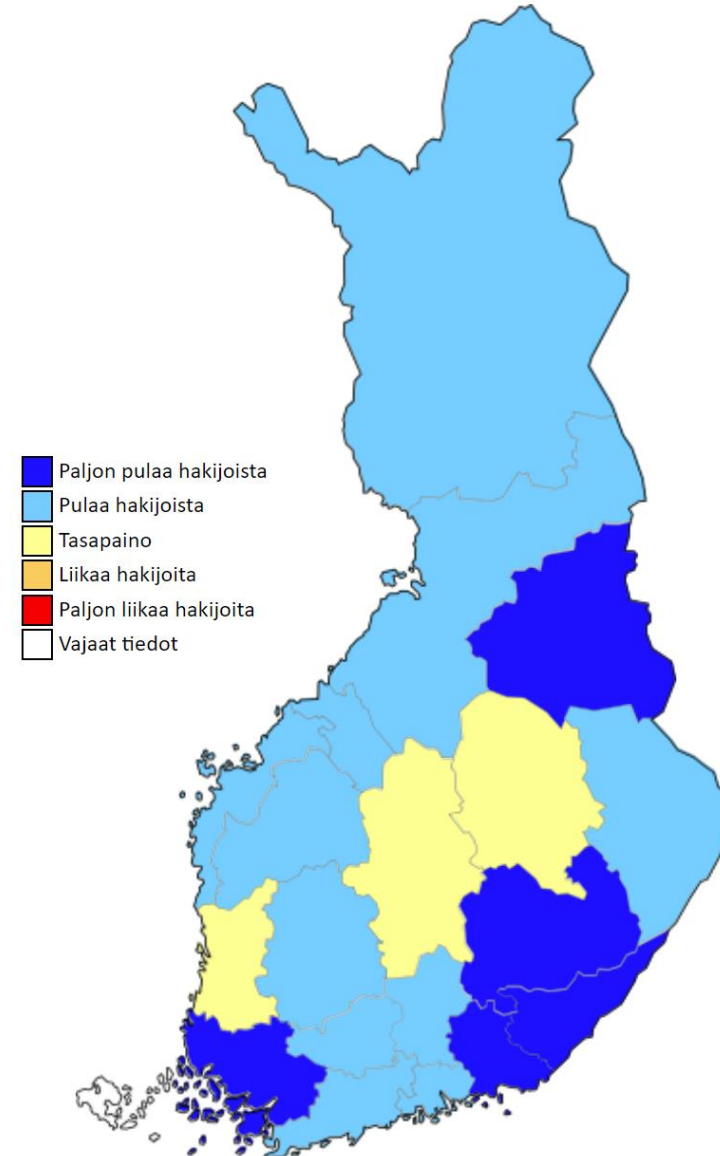 Paljon pulaa hakijoista
Pulaa hakijoista
Tasapaino
Liikaa hakijoita
Paljon liikaa hakijoita
Vajaat tiedot